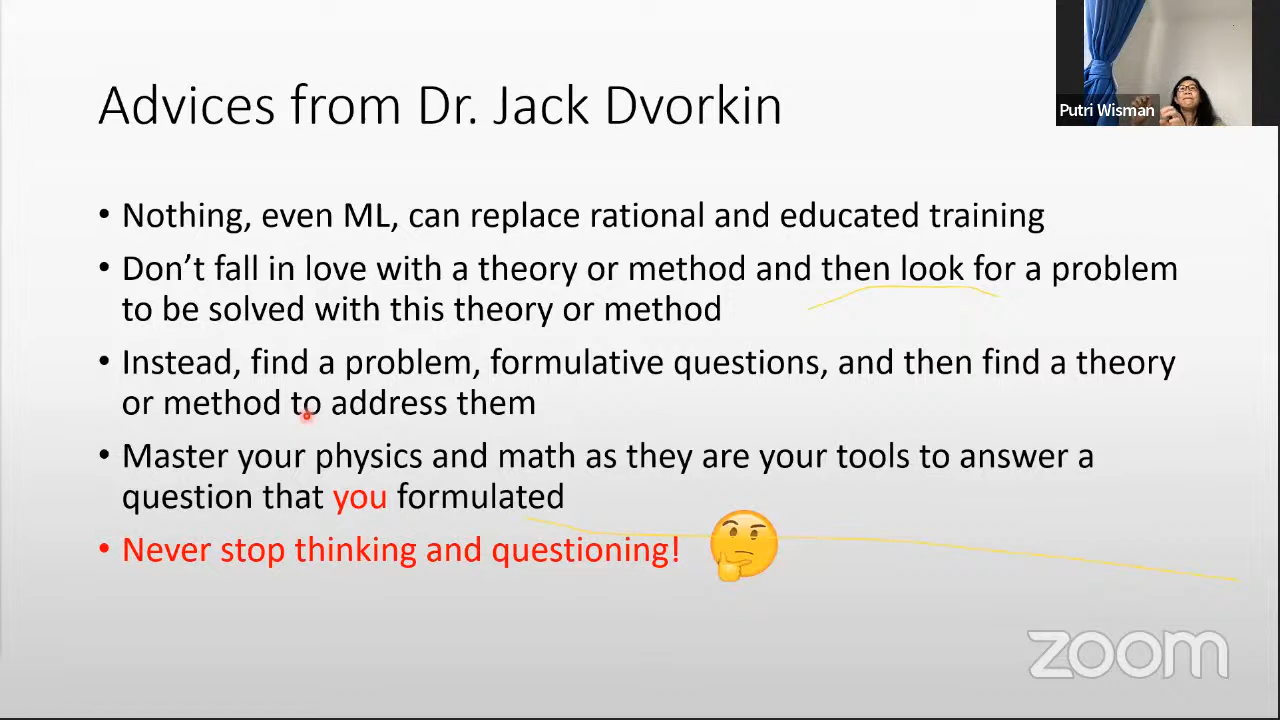 Advices from Dr. Jack Dvorkin
Putri Wisman
• Nothing, even ML, can replace rational and educated training
• Don’t fall in love with a theory or method and then look for a problem
to be solved with this theory or method
• Instead, find a problem, formulative questions, and then find a theory
or method to address them
• Master your physics and math as they are your tools to answer a
question that you formulated
• Never stop thinking and questioning!
zoom